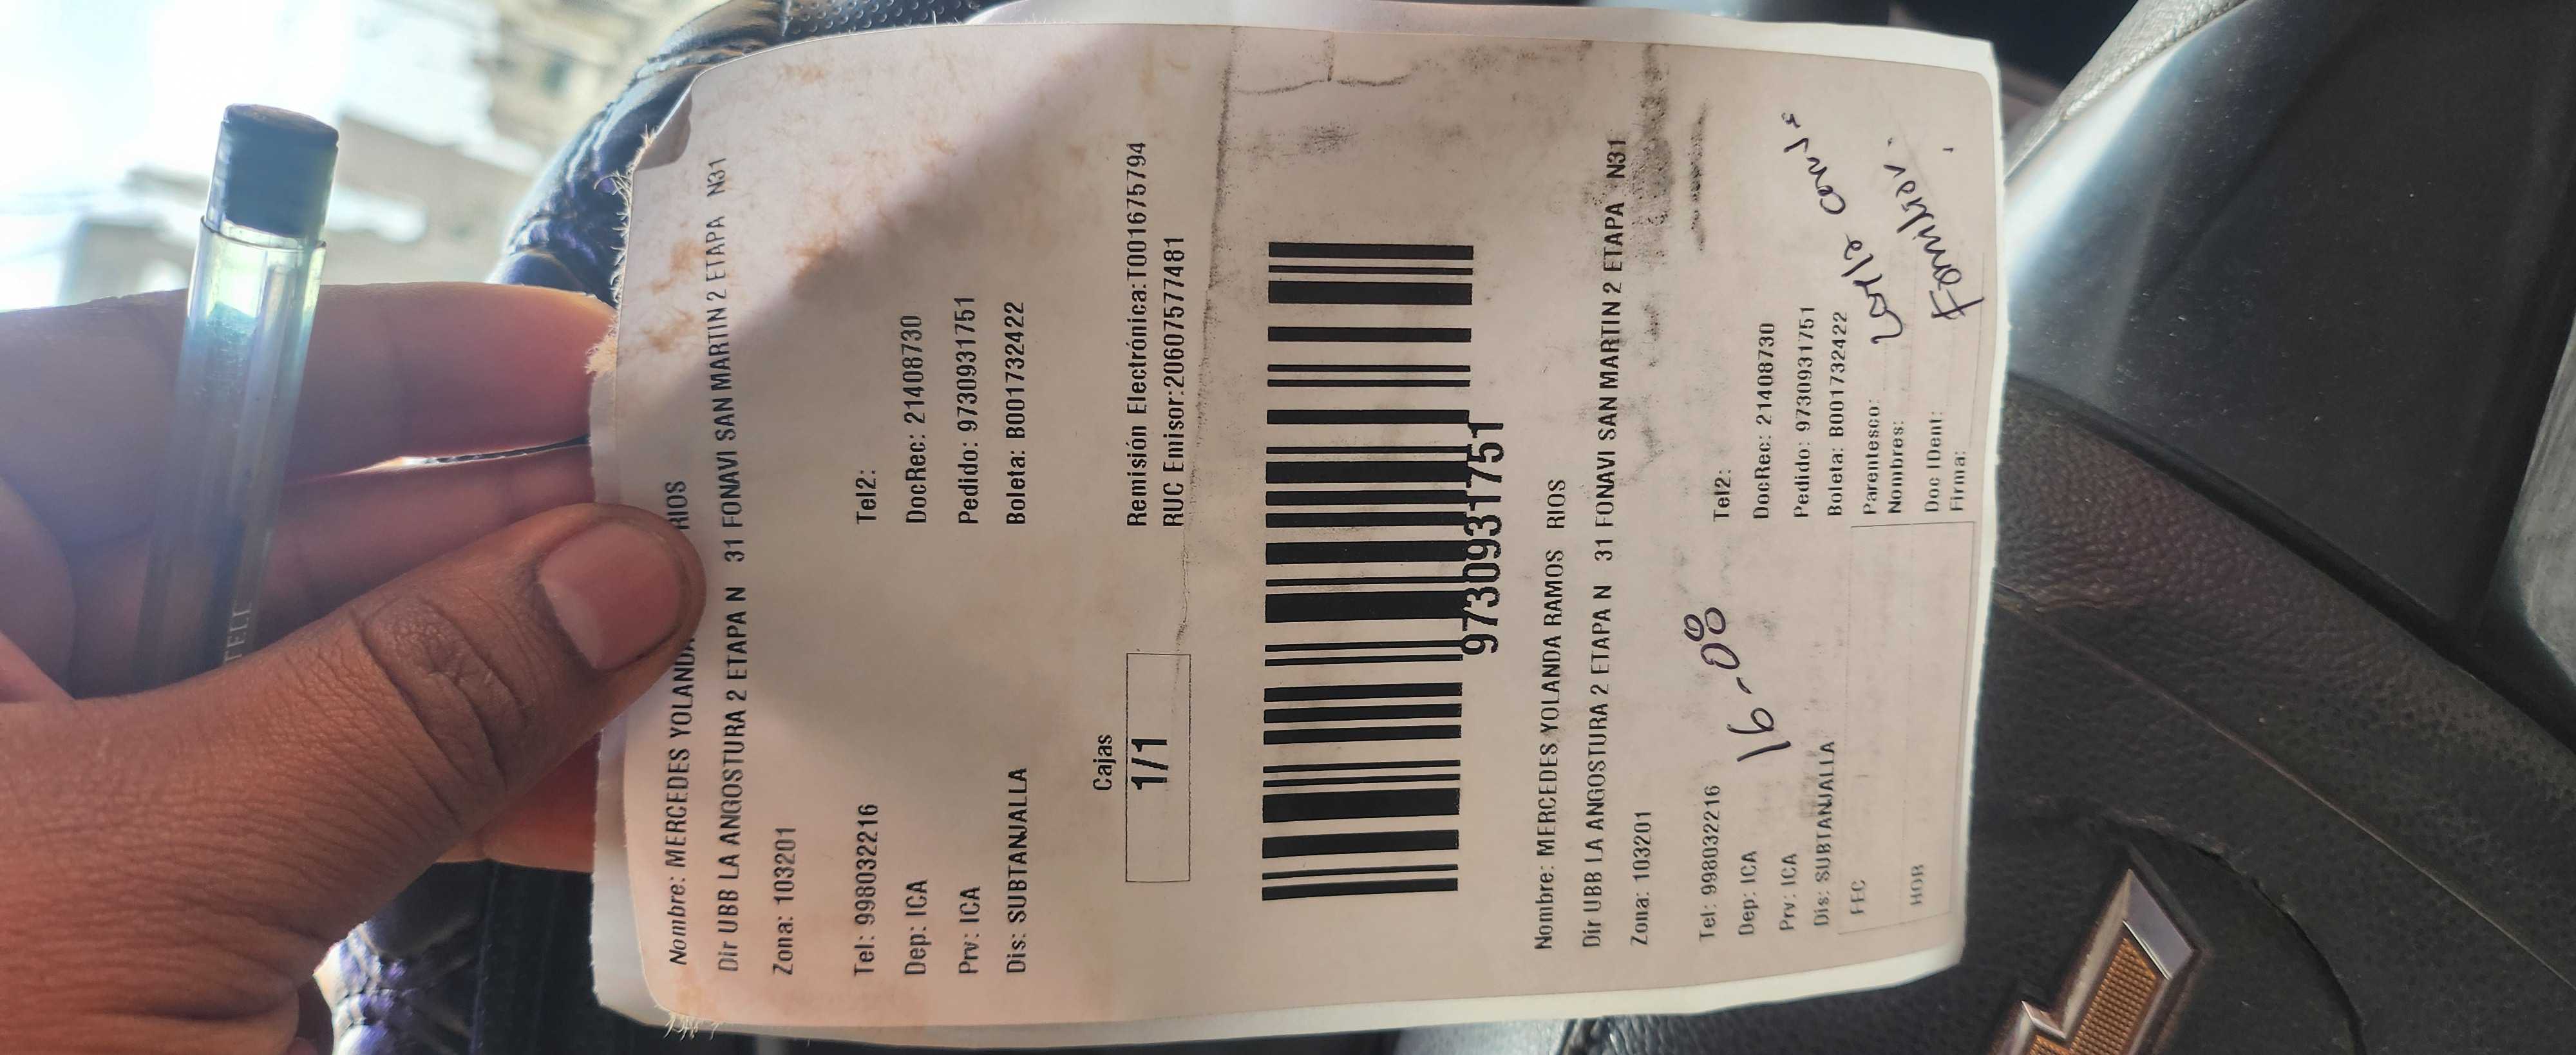 Nombre: MERCEDES YOLANDA RIOS
Dir UBB LA ANGOSTURA 2 ETAPA N 31 FONAVI SAN MARTIN 2 ETAPA N31
Zona: 103201
Tel: 998032216 Tel2:
Dep: ICA DocRec: 21408730
Prv: ICA Pedido: 9730931751
Dis: SUBTANJALLA Boleta: B001732422
Cajas
1/1
Remisión Electrónica:T001675794
RUC Emisor:20607577481
9730931751
Nombre: MERCEDES YOLANDA RAMOS RIOS
Dir UBB LA ANGOSTURA 2 ETAPA N 31 FONAVI SAN MARTIN 2 ETAPA N31
Zona: 103201
16-08
Tel: 998032216 Tel2:
Dep: ICA DocRec: 21408730
Prv: ICA Pedido: 9730931751
Dis: SUBTANJALLA Boleta: B001732422
FEC
HOR
Parentesco:
Nombres:
Doc IDent:
Firma:
Familiar.